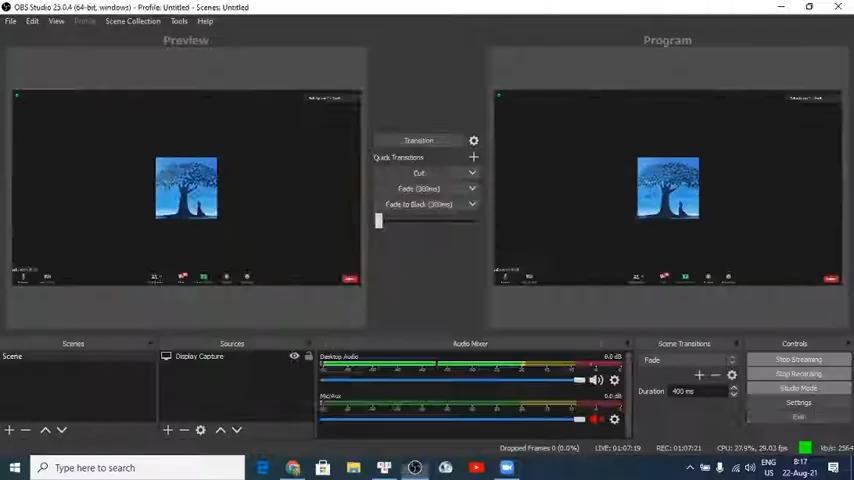 OBS Studio 25.0.4 (64-bit, windows) - Profile: Untitled - Scenes: Untitled
File Edit View Profile Scene Collection Tools Help
Preview
Program
Transition
Quick Transitions
Cut
Fade (300ms)
Fade to Black (300ms)
Scenes
Sources
Audio Mixer
Scene Transitions
Controls
Scene
Display Capture
Desktop Audio
0.0 dB
Mic/Aux
0.0 dB
Fade
Duration 400 ms
Stop Streaming
Stop Recording
Studio Mode
Settings
Exit
Dropped Frames 0 (0.0%) LIVE: 01:07:19 REC: 01:07:21 CPU: 27.9%, 29.03 fps kb/s: 2564
Type here to search
ENG
US
8:17
22-Aug-21